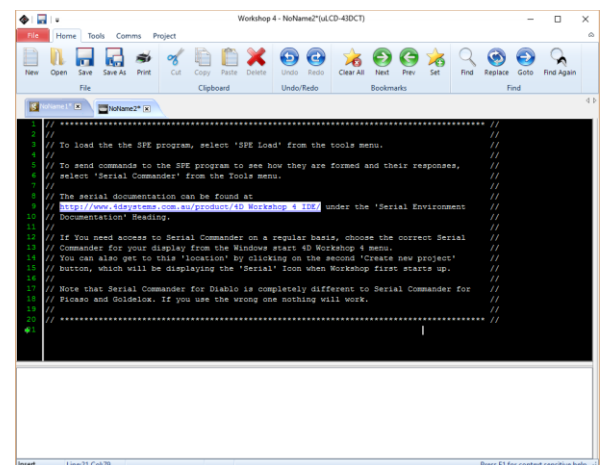 Workshop 4 - NoName2*(uLCD-43DCT)
File Home Tools Comms Project
New Open Save Save As Print Cut Copy Paste Delete Undo Redo Clear All Next Prev Set Find Replace Goto Find Again
File Clipboard Undo/Redo Bookmarks Find
NoName1* NoName2*
1 // ************************************************************************************ //
2 // //
3 // To load the the SPE program, select 'SPE Load' from the tools menu. //
4 // //
5 // To send commands to the SPE program to see how they are formed and their responses, //
6 // select 'Serial Commander' from the Tools menu. //
7 // //
8 // The serial documentation can be found at //
9 // http://www.4dsystems.com.au/product/4D Workshop 4 IDE/ under the 'Serial Environment //
10 // Documentation' Heading. //
11 // //
12 // If You need access to Serial Commander on a regular basis, choose the correct Serial //
13 // Commander for your display from the Windows start 4D Workshop 4 menu. //
14 // You can also get to this 'location' by clicking on the second 'Create new project' //
15 // button, which will be displaying the 'Serial' Icon when Workshop first starts up. //
16 // //
17 // Note that Serial Commander for Diablo is completely different to Serial Commander for //
18 // Picaso and Goldelox. If you use the wrong one nothing will work. //
19 // //
20 // ************************************************************************************ //
21
Insert Line:21 Col:79 Press F1 for context sensitive help